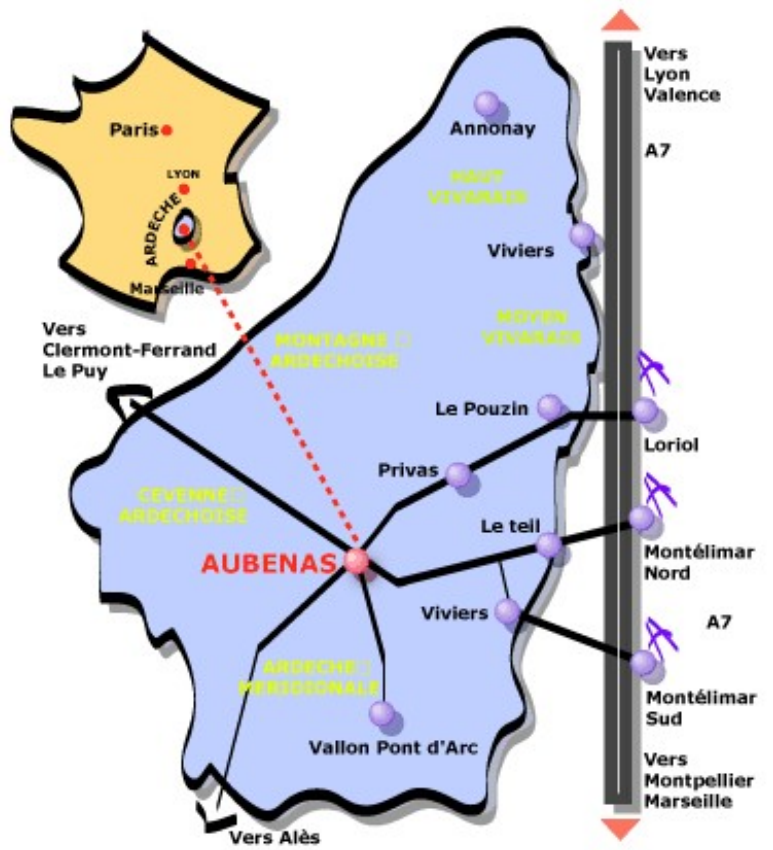 Vers
Lyon
Valence
A7
Paris
LYON
ARDECHE
Marseille
Annonay
HAUT
VIVARAIS
Viviers
MOYEN
VIVARAIS
Vers
Clermont-Ferrand
Le Puy
MONTAGNE
ARDECHOISE
Le Pouzin
Loriol
Privas
CEVENNE
ARDECHOISE
Le teil
AUBENAS
Montélimar
Nord
Viviers
A7
ARDECHE
MERIDIONALE
Vallon Pont d'Arc
Montélimar
Sud
Vers
Montpellier
Marseille
Vers Alès